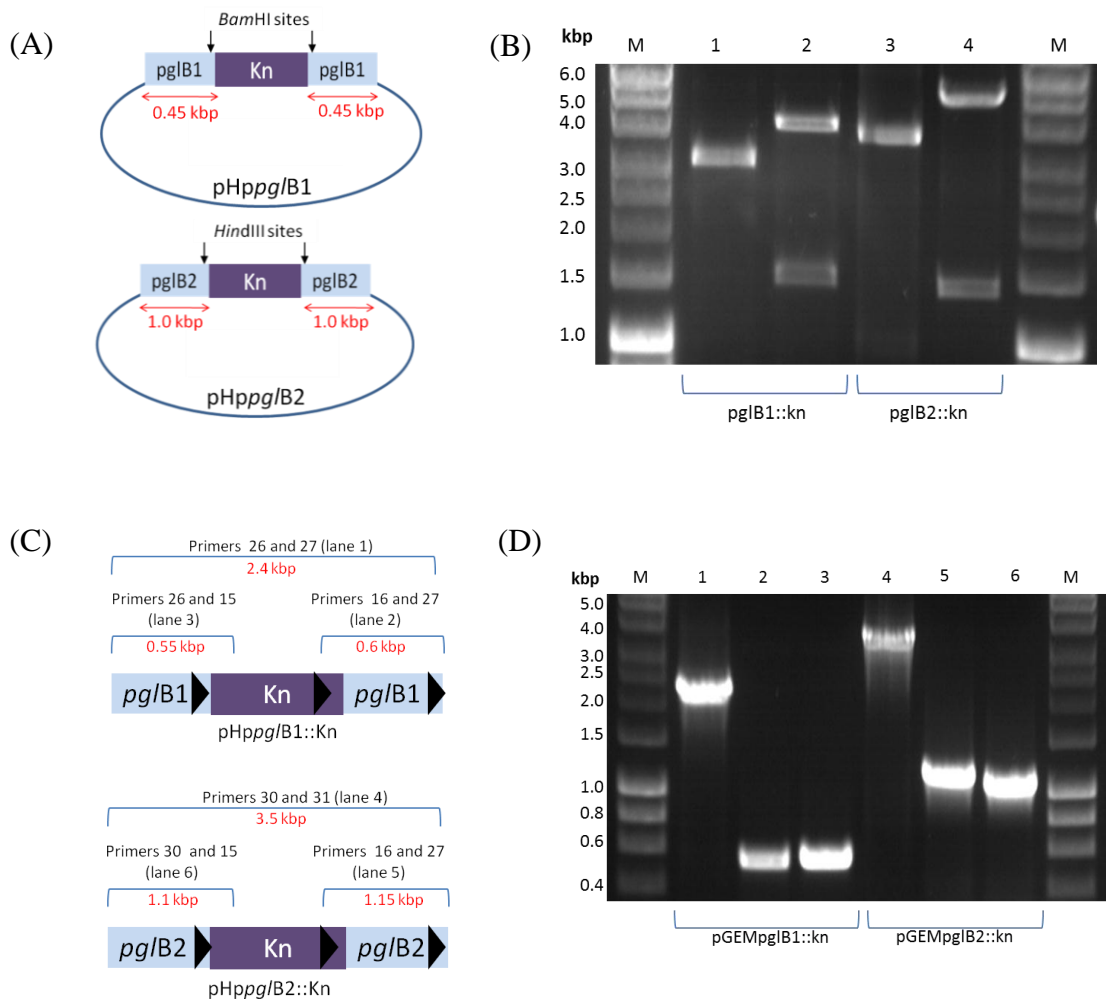 (A)
BamHI sites
pglB1 Kn pglB1
0.45 kbp 0.45 kbp
pHppglB1
HindIII sites
pglB2 Kn pglB2
1.0 kbp 1.0 kbp
pHppglB2
(B)
kbp M 1 2 3 4 M
6.0
5.0
4.0
3.0
2.5
2.0
1.5
1.0
pglB1::kn pglB2::kn
(C)
Primers 26 and 27 (lane 1)
2.4 kbp
Primers 26 and 15 Primers 16 and 27
(lane 3) (lane 2)
0.55 kbp 0.6 kbp
pglB1 Kn pglB1
pHppglB1::Kn
Primers 30 and 31 (lane 4)
3.5 kbp
Primers 30 and 15 Primers 16 and 27
(lane 6) (lane 5)
1.1 kbp 1.15 kbp
pglB2 Kn pglB2
pHppglB2::Kn
(D)
kbp M 1 2 3 4 5 6 M
5.0
4.0
3.0
2.5
2.0
1.5
1.0
0.8
0.6
0.4
pGEMpglB1::kn pGEMpglB2::kn